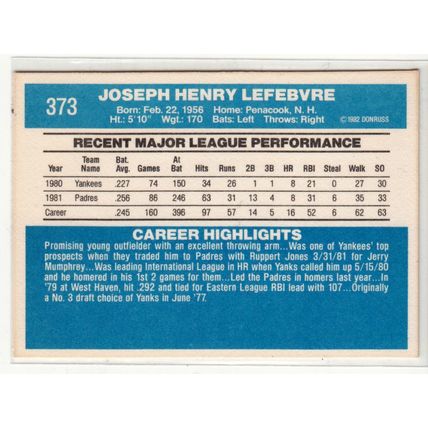 373
JOSEPH HENRY LEFEBVRE
Born: Feb. 22, 1956 Home: Penacook, N. H.
Ht.: 5'10" Wgt.: 170 Bats: Left Throws: Right
©1982 DONRUSS
RECENT MAJOR LEAGUE PERFORMANCE
Year Team Name Bat. Avg. Games At Bat Hits Runs 2B 3B HR RBI Steal Walk SO
1980 Yankees .227 74 150 34 26 1 1 8 21 0 27 30
1981 Padres .256 86 246 63 31 13 4 8 31 6 35 33
Career .245 160 396 97 57 14 5 16 52 6 62 63
CAREER HIGHLIGHTS
Promising young outfielder with an excellent throwing arm...Was one of Yankees' top
prospects when they traded him to Padres with Ruppert Jones 3/31/81 for Jerry
Mumphrey...Was leading International League in HR when Yanks called him up 5/15/80
and he homered in his 1st 2 games for them...Led the Padres in homers last year...In
'79 at West Haven, hit .292 and tied for Eastern League RBI lead with 107...Originally
a No. 3 draft choice of Yanks in June '77.